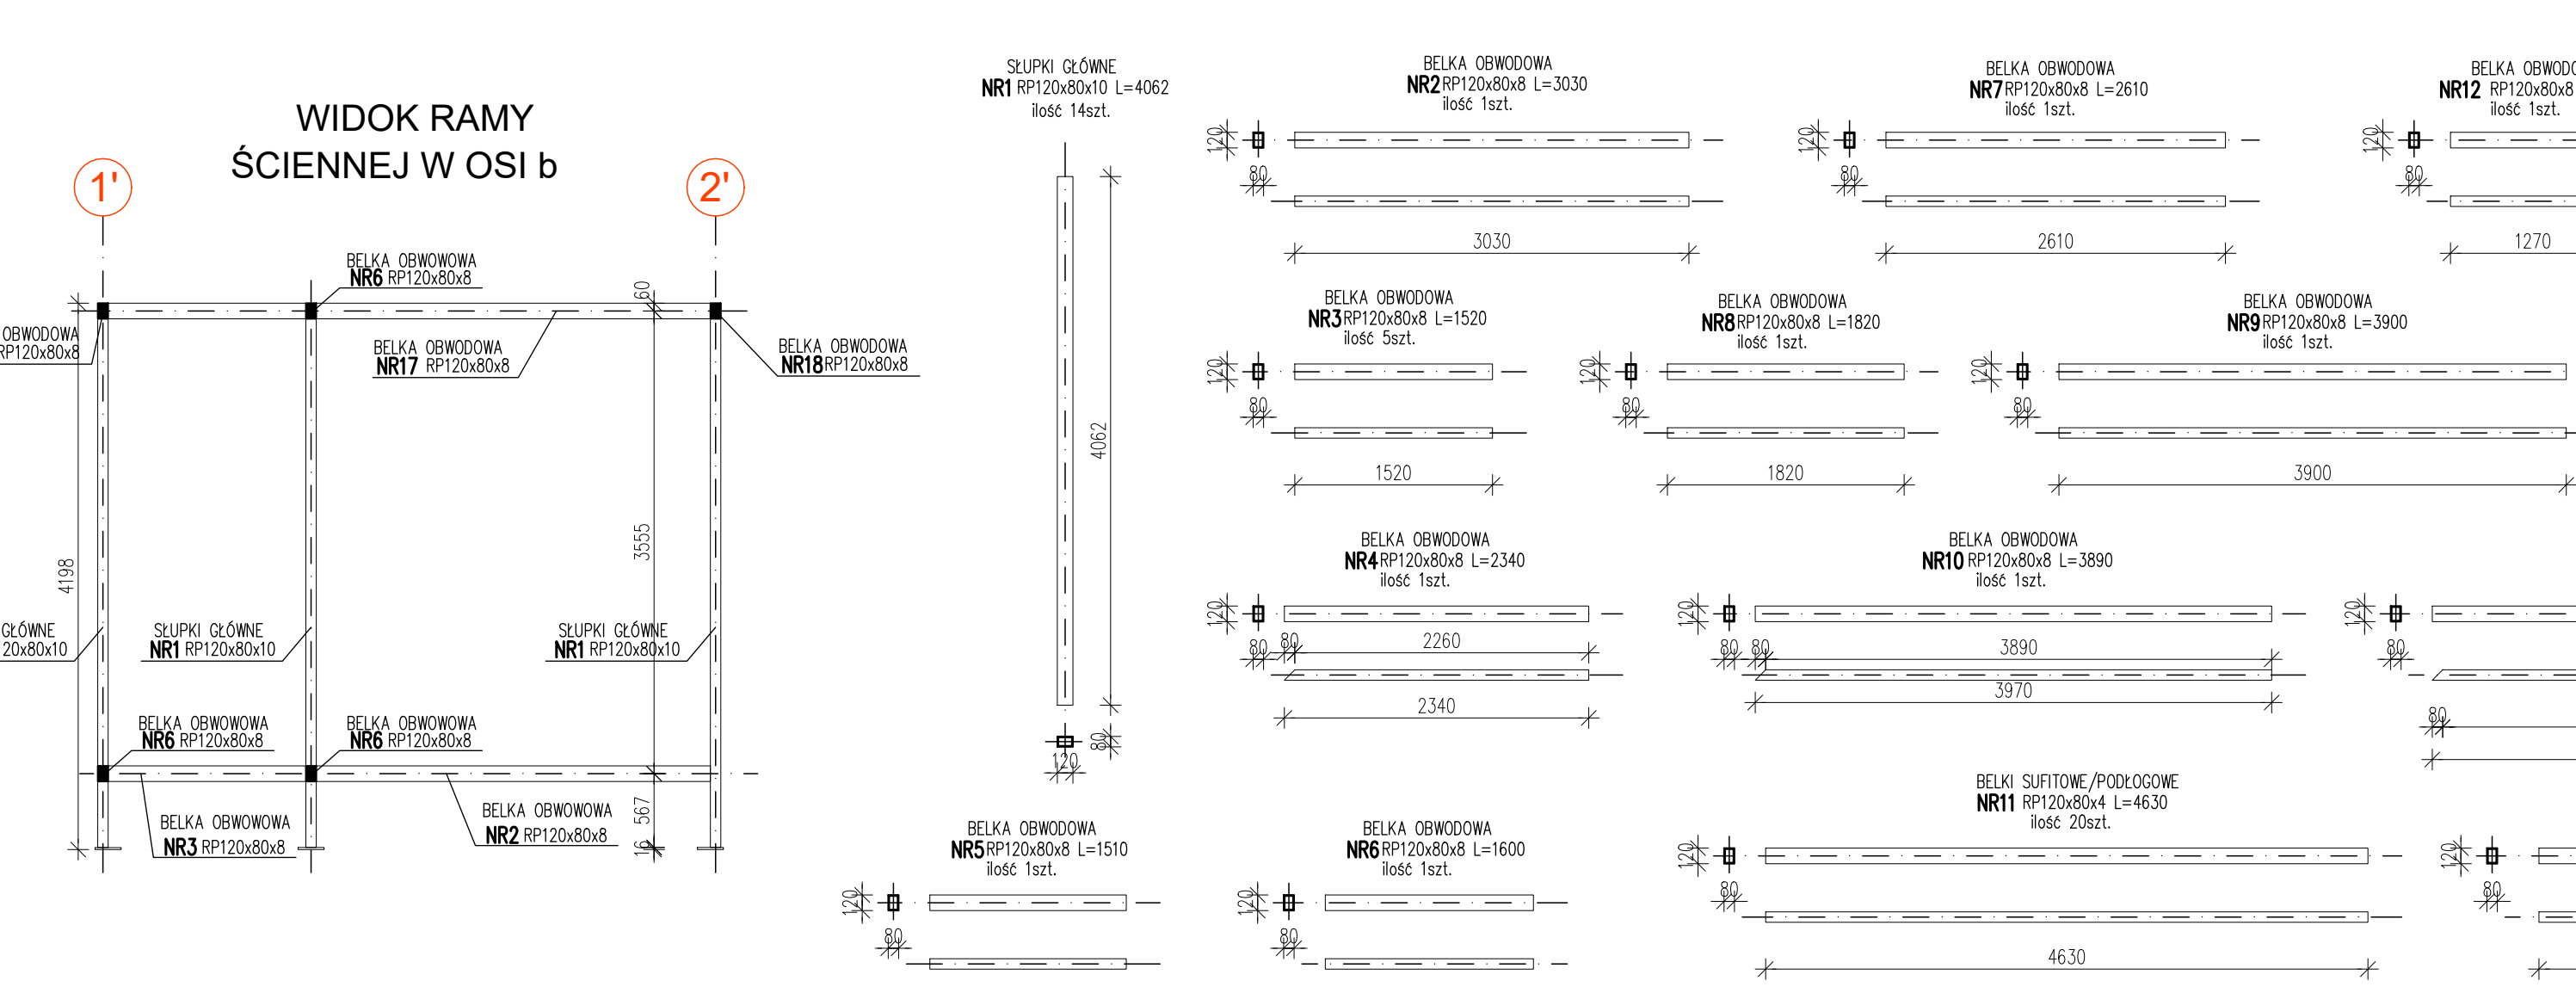 WIDOK RAMY
ŚCIENNEJ W OSI b
1'
2'
BELKA OBWOWOWA
NR6 RP120x80x8
OBWODOWA
RP120x80x8
BELKA OBWODOWA
NR17 RP120x80x8
BELKA OBWODOWA
NR18 RP120x80x8
60
3555
4198
567
16
GŁÓWNE
20x80x10
SŁUPKI GŁÓWNE
NR1 RP120x80x10
SŁUPKI GŁÓWNE
NR1 RP120x80x10
BELKA OBWOWOWA
NR6 RP120x80x8
BELKA OBWOWOWA
NR6 RP120x80x8
BELKA OBWOWOWA
NR3 RP120x80x8
BELKA OBWOWOWA
NR2 RP120x80x8
SŁUPKI GŁÓWNE
NR1 RP120x80x10 L=4062
ilość 14szt.
4062
80
120
BELKA OBWODOWA
NR2 RP120x80x8 L=3030
ilość 1szt.
120
80
3030
BELKA OBWODOWA
NR7 RP120x80x8 L=2610
ilość 1szt.
120
80
2610
BELKA OBWODO
NR12 RP120x80x8
ilość 1szt.
120
80
1270
BELKA OBWODOWA
NR3 RP120x80x8 L=1520
ilość 5szt.
120
80
1520
BELKA OBWODOWA
NR8 RP120x80x8 L=1820
ilość 1szt.
120
80
1820
BELKA OBWODOWA
NR9 RP120x80x8 L=3900
ilość 1szt.
120
80
3900
BELKA OBWODOWA
NR4 RP120x80x8 L=2340
ilość 1szt.
120
80
80
2260
2340
BELKA OBWODOWA
NR10 RP120x80x8 L=3890
ilość 1szt.
120
80
80
3890
3970
120
80
80
BELKA OBWODOWA
NR5 RP120x80x8 L=1510
ilość 1szt.
120
80
BELKA OBWODOWA
NR6 RP120x80x8 L=1600
ilość 1szt.
120
80
BELKI SUFITOWE/PODŁOGOWE
NR11 RP120x80x4 L=4630
ilość 20szt.
120
80
4630
120
80